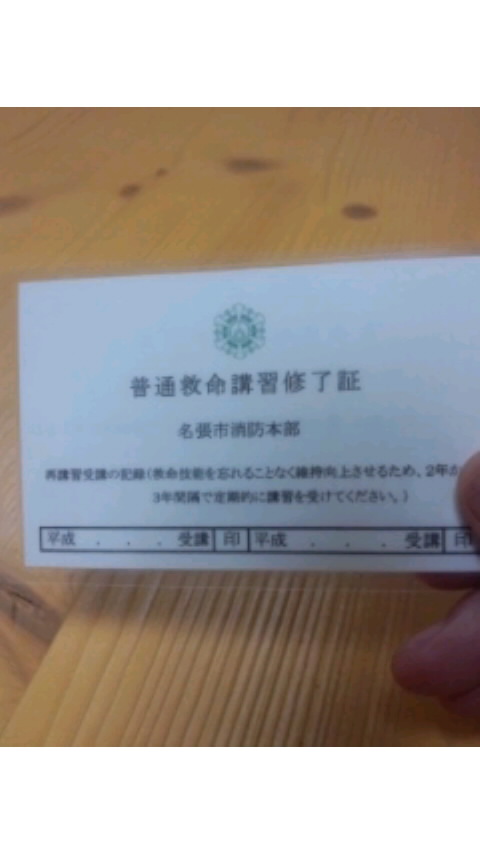 普通救命講習修了証
名張市消防本部
再講習受講の記録(救命技能を忘れることなく維持向上させるため、2年か
3年間隔で定期的に講習を受けてください。)
平成 . . . 受講 印 平成 . . . 受講 印